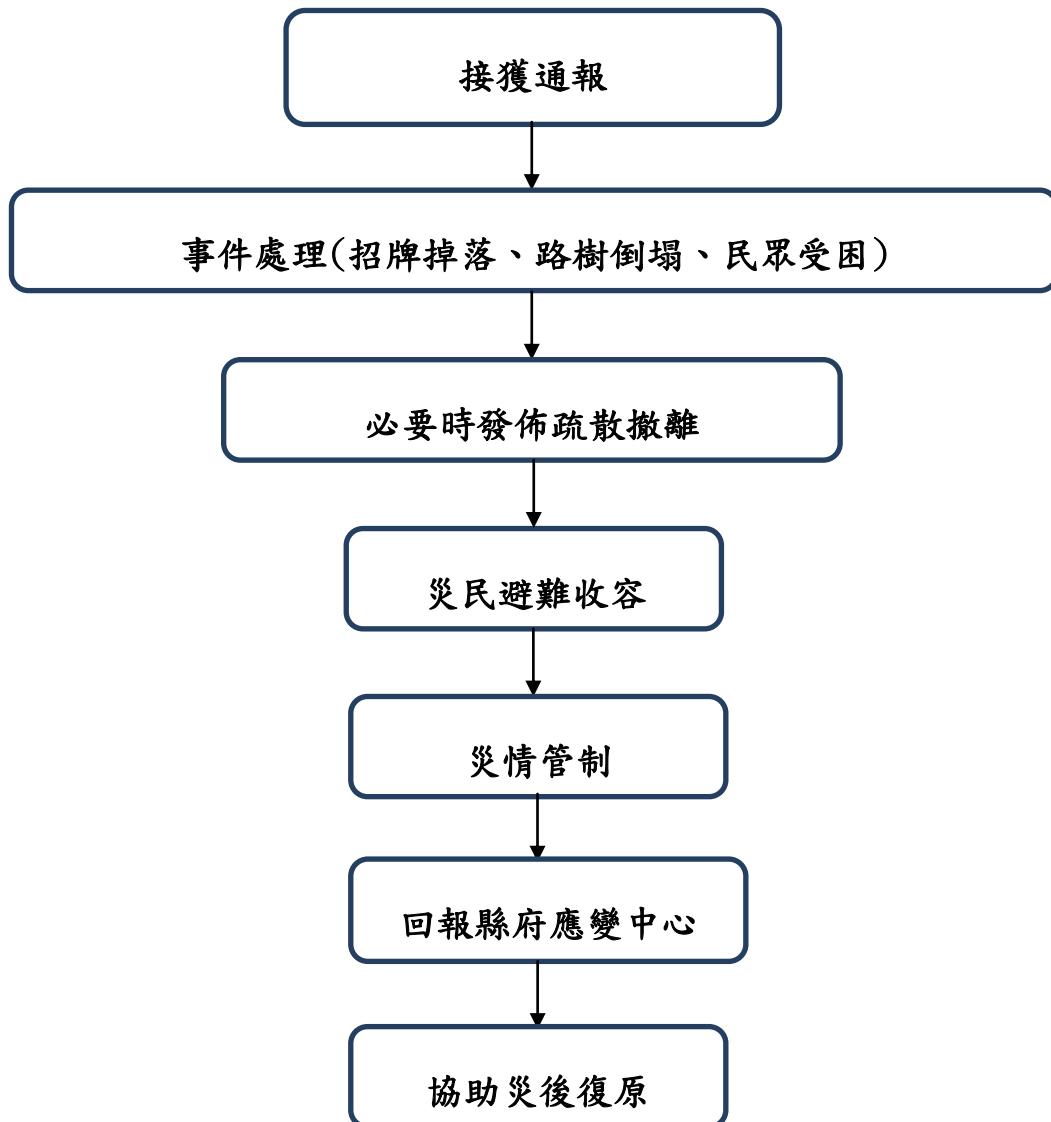 接獲通報
事件處理(招牌掉落、路樹倒塌、民眾受困)
必要時發佈疏散撤離
災民避難收容
災情管制
回報縣府應變中心
協助災後復原